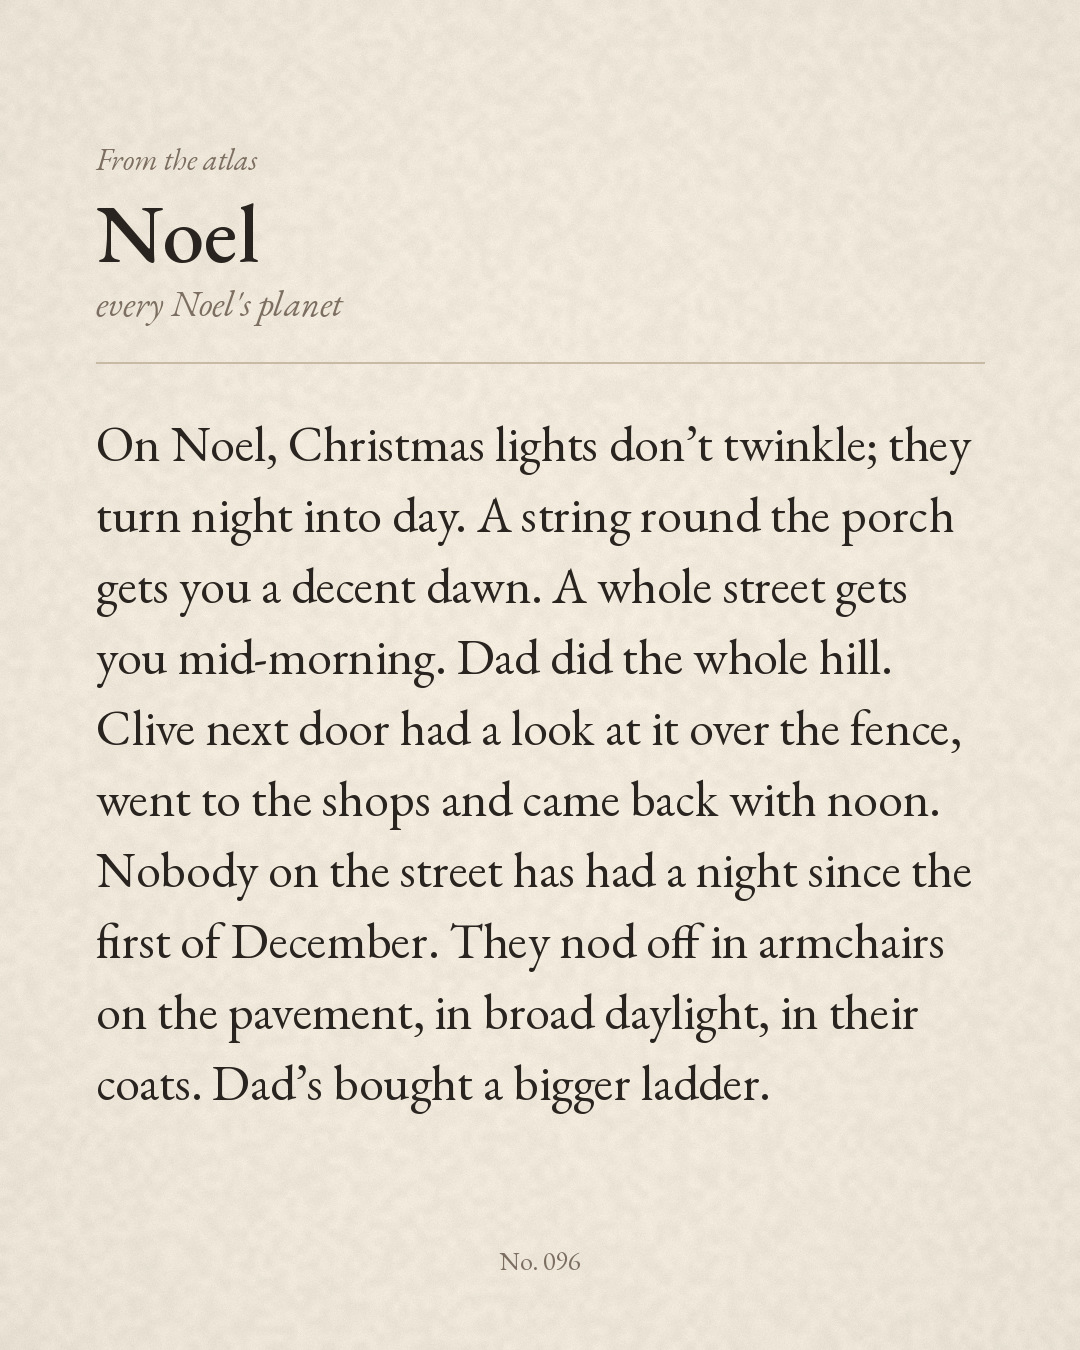 From the atlas
Noel
every Noel's planet
On Noel, Christmas lights don’t twinkle; they
turn night into day. A string round the porch
gets you a decent dawn. A whole street gets
you mid-morning. Dad did the whole hill.
Clive next door had a look at it over the fence,
went to the shops and came back with noon.
Nobody on the street has had a night since the
first of December. They nod off in armchairs
on the pavement, in broad daylight, in their
coats. Dad’s bought a bigger ladder.
No. 096